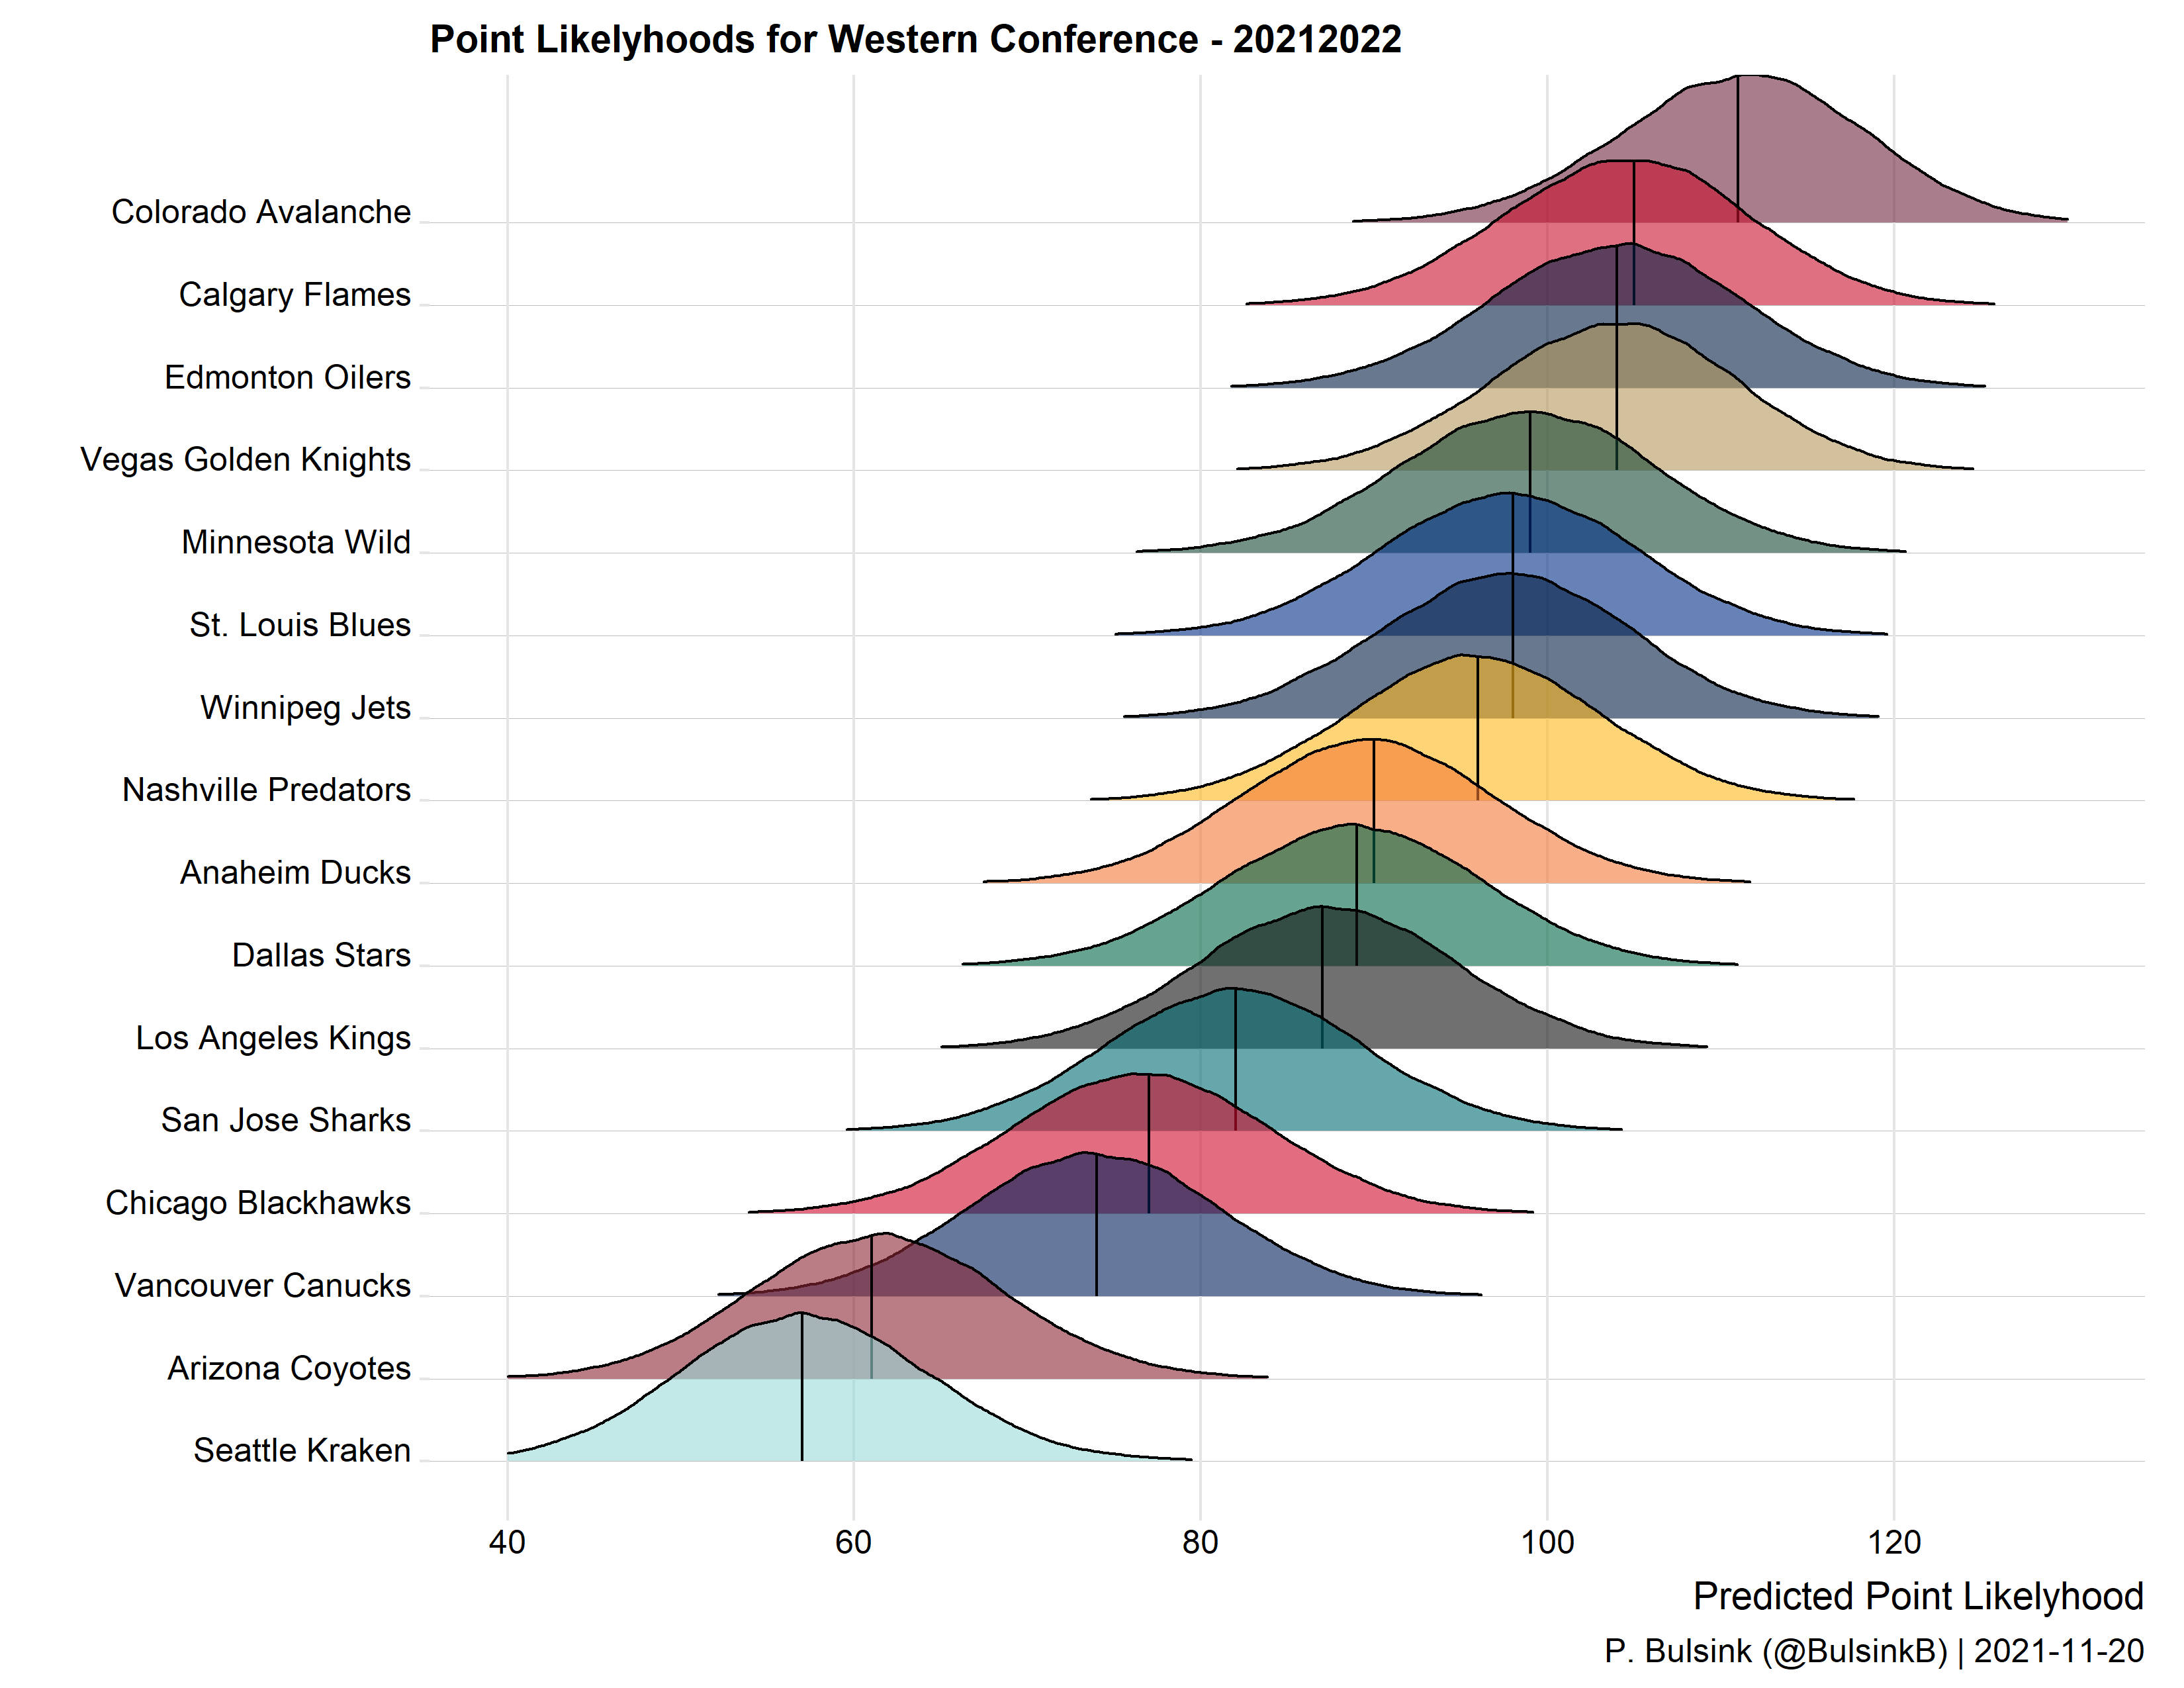 Point Likelyhoods for Western Conference - 20212022
Colorado Avalanche
Calgary Flames
Edmonton Oilers
Vegas Golden Knights
Minnesota Wild
St. Louis Blues
Winnipeg Jets
Nashville Predators
Anaheim Ducks
Dallas Stars
Los Angeles Kings
San Jose Sharks
Chicago Blackhawks
Vancouver Canucks
Arizona Coyotes
Seattle Kraken
40 60 80 100 120
Predicted Point Likelyhood
P. Bulsink (@BulsinkB) | 2021-11-20